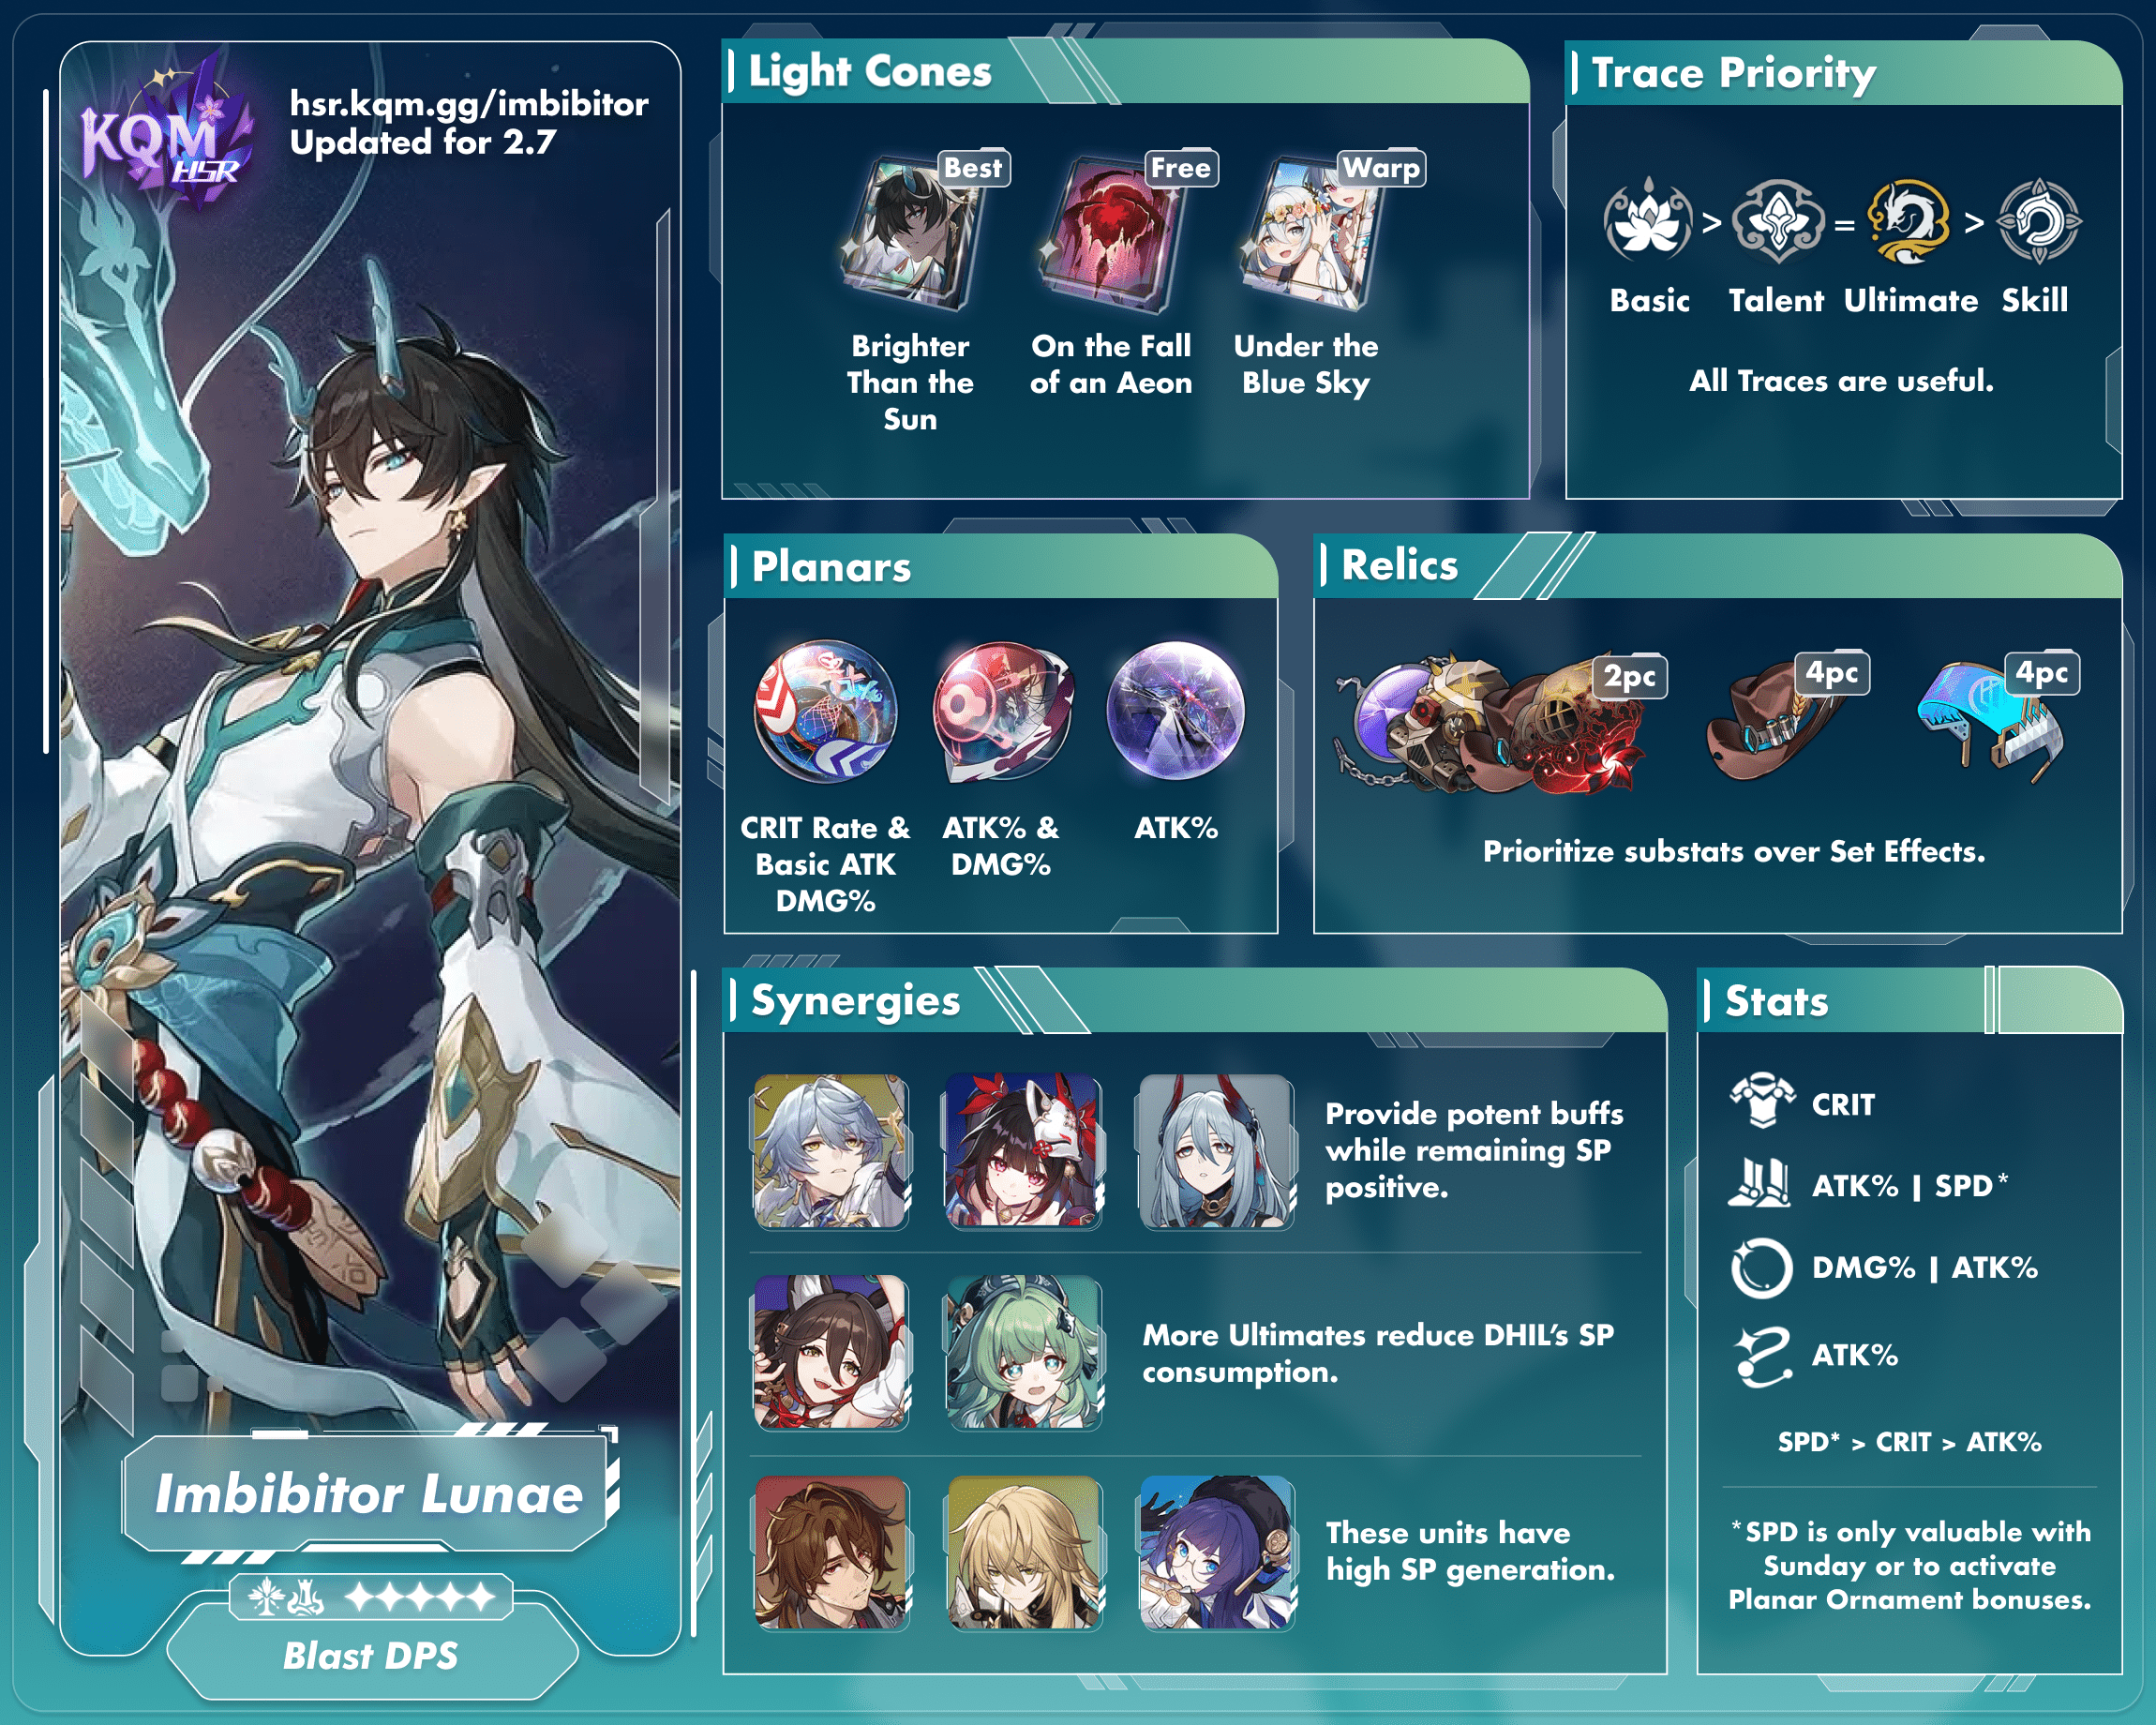 KQM
HSR
hsr.kqm.gg/imbibitor
Updated for 2.7
Imbibitor Lunae
Blast DPS
Light Cones
Best
Free
Warp
Brighter
Than the
Sun
On the Fall
of an Aeon
Under the
Blue Sky
Trace Priority
> = >
Basic Talent Ultimate Skill
All Traces are useful.
Planars
CRIT Rate &
Basic ATK
DMG%
ATK% &
DMG%
ATK%
Relics
2pc
4pc
4pc
Prioritize substats over Set Effects.
Synergies
Provide potent buffs
while remaining SP
positive.
More Ultimates reduce DHIL's SP
consumption.
These units have
high SP generation.
Stats
CRIT
ATK% | SPD*
DMG% | ATK%
ATK%
SPD* > CRIT > ATK%
*SPD is only valuable with
Sunday or to activate
Planar Ornament bonuses.